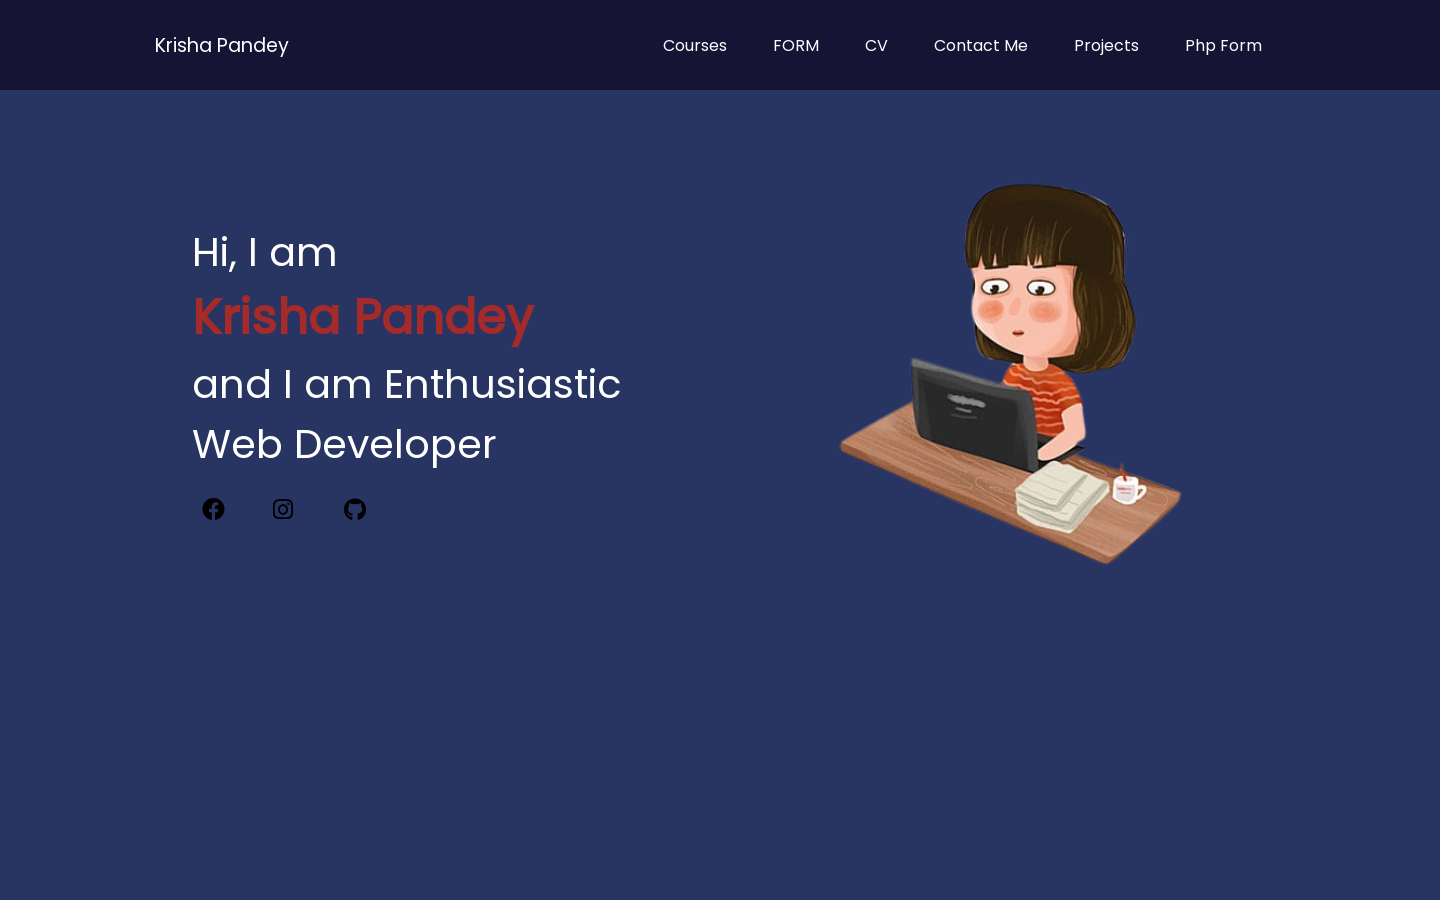 Krisha Pandey
Courses
FORM
CV
Contact Me
Projects
Php Form
Hi, I am
Krisha Pandey
and I am Enthusiastic
Web Developer